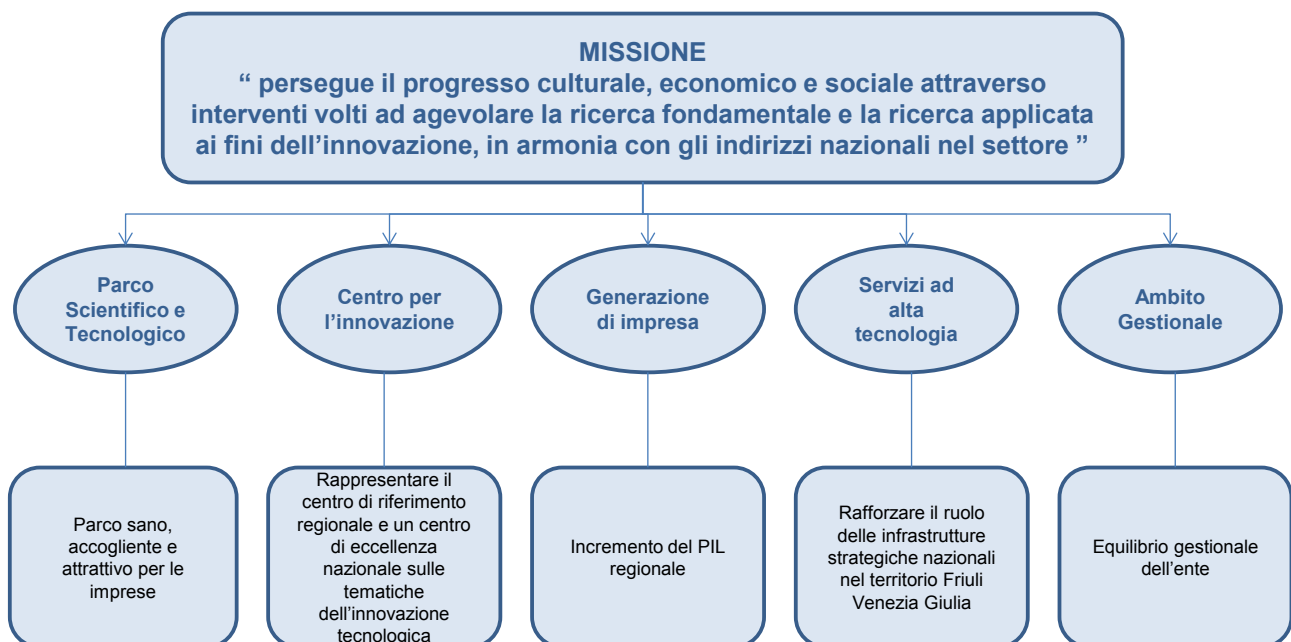 MISSIONE
“ persegue il progresso culturale, economico e sociale attraverso
interventi volti ad agevolare la ricerca fondamentale e la ricerca applicata
ai fini dell’innovazione, in armonia con gli indirizzi nazionali nel settore ”
Parco
Scientifico e
Tecnologico
Centro per
l’innovazione
Generazione
di impresa
Servizi ad
alta
tecnologia
Ambito
Gestionale
Parco sano,
accogliente e
attrattivo per le
imprese
Rappresentare il
centro di riferimento
regionale e un centro
di eccellenza
nazionale sulle
tematiche
dell’innovazione
tecnologica
Incremento del PIL
regionale
Rafforzare il ruolo
delle infrastrutture
strategiche nazionali
nel territorio Friuli
Venezia Giulia
Equilibrio gestionale
dell’ente